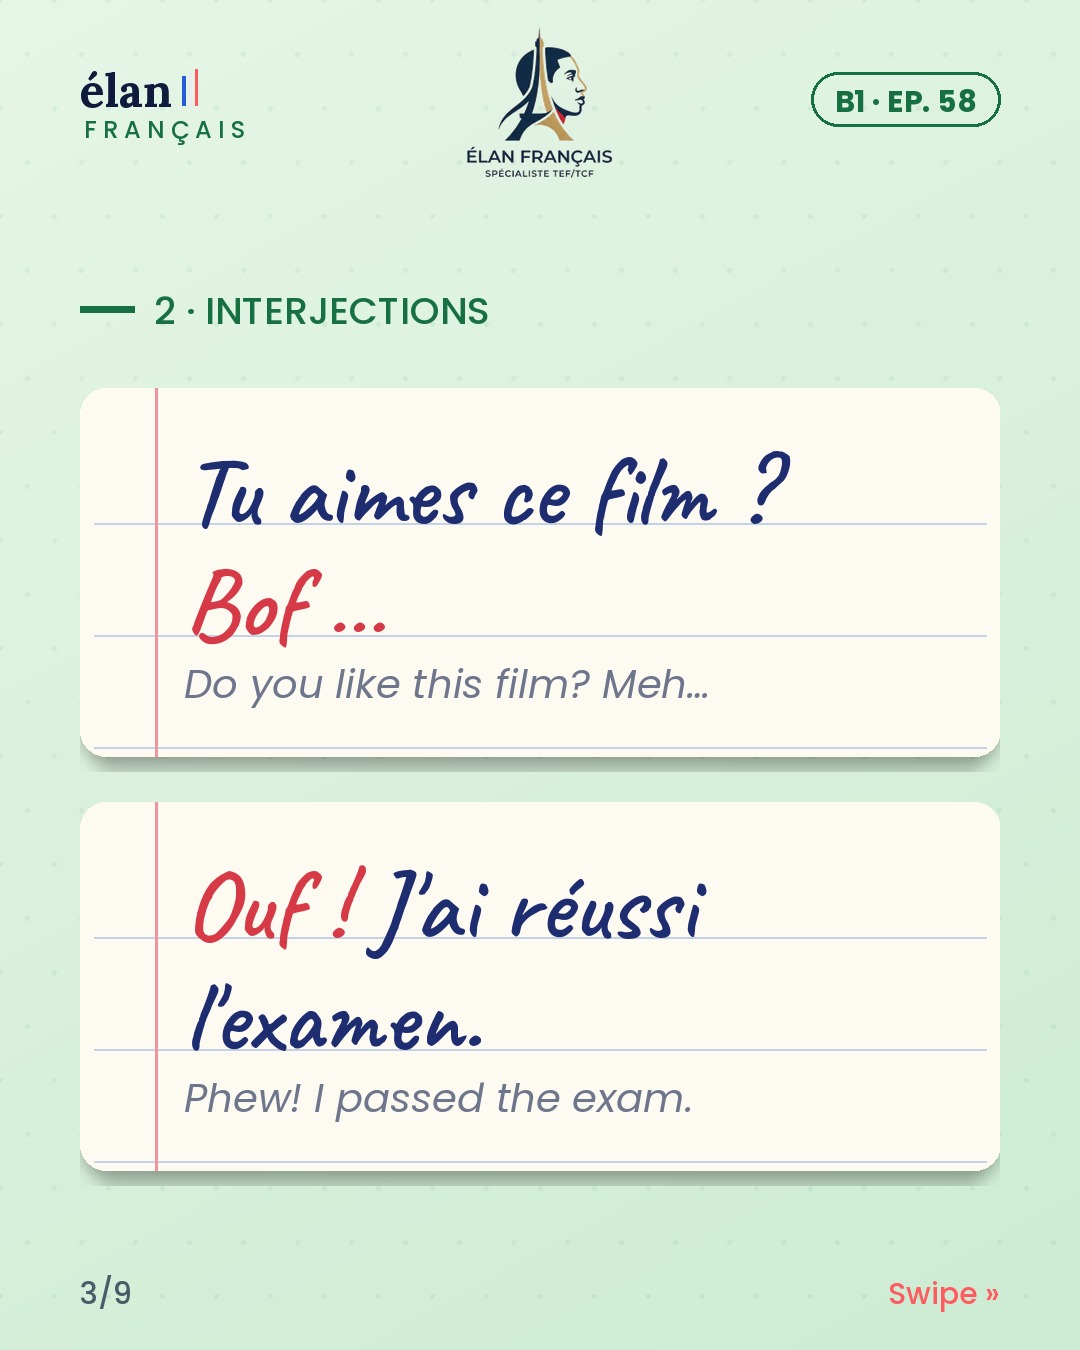 élan
FRANÇAIS
ÉLAN FRANÇAIS
SPÉCIALISTE TEF/TCF
B1 · EP. 58
2 · INTERJECTIONS
Tu aimes ce film ?
Bof ...
Do you like this film? Meh...
Ouf ! J'ai réussi
l'examen.
Phew! I passed the exam.
3/9
Swipe »